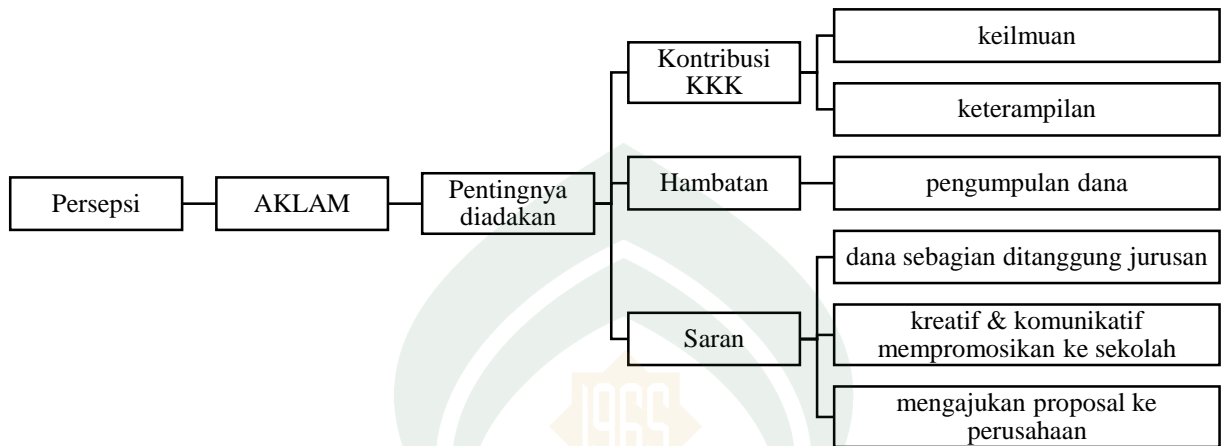 Persepsi
AKLAM
Pentingnya
diadakan
Kontribusi
KKK
keilmuan
keterampilan
Hambatan
pengumpulan dana
Saran
dana sebagian ditanggung jurusan
kreatif & komunikatif
mempromosikan ke sekolah
mengajukan proposal ke
perusahaan
1965